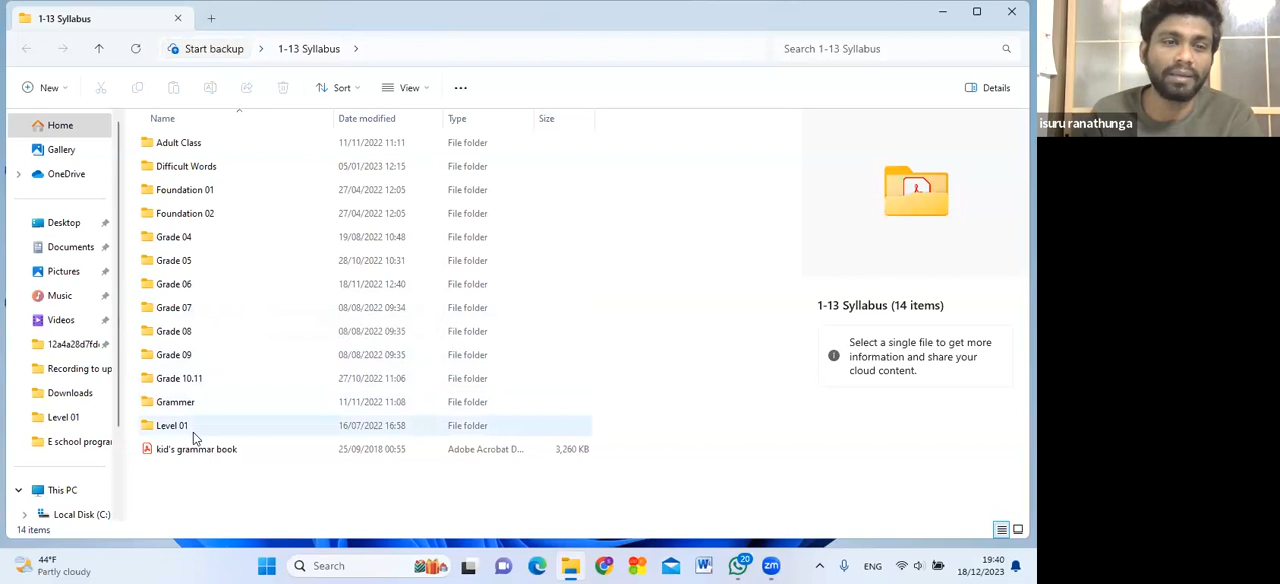 1-13 Syllabus
Start backup
1-13 Syllabus
Search 1-13 Syllabus
New
Sort
View
Details
Name
Date modified
Type
Size
Home
Gallery
OneDrive
Desktop
Documents
Pictures
Music
Videos
12a4a28d7fd
Recording to up
Downloads
Level 01
E school progra
This PC
Local Disk (C:)
Adult Class 11/11/2022 11:11 File folder
Difficult Words 05/01/2023 12:15 File folder
Foundation 01 27/04/2022 12:05 File folder
Foundation 02 27/04/2022 12:05 File folder
Grade 04 19/08/2022 10:48 File folder
Grade 05 28/10/2022 10:31 File folder
Grade 06 18/11/2022 12:40 File folder
Grade 07 08/08/2022 09:34 File folder
Grade 08 08/08/2022 09:35 File folder
Grade 09 08/08/2022 09:35 File folder
Grade 10.11 27/10/2022 11:06 File folder
Grammer 11/11/2022 11:08 File folder
Level 01 16/07/2022 16:58 File folder
kid's grammar book 25/09/2018 00:55 Adobe Acrobat D... 3,260 KB
1-13 Syllabus (14 items)
Select a single file to get more
information and share your
cloud content.
14 items
isuru ranathunga
44°F
Partly cloudy
Search
20
zm
ENG
19:40
18/12/2023